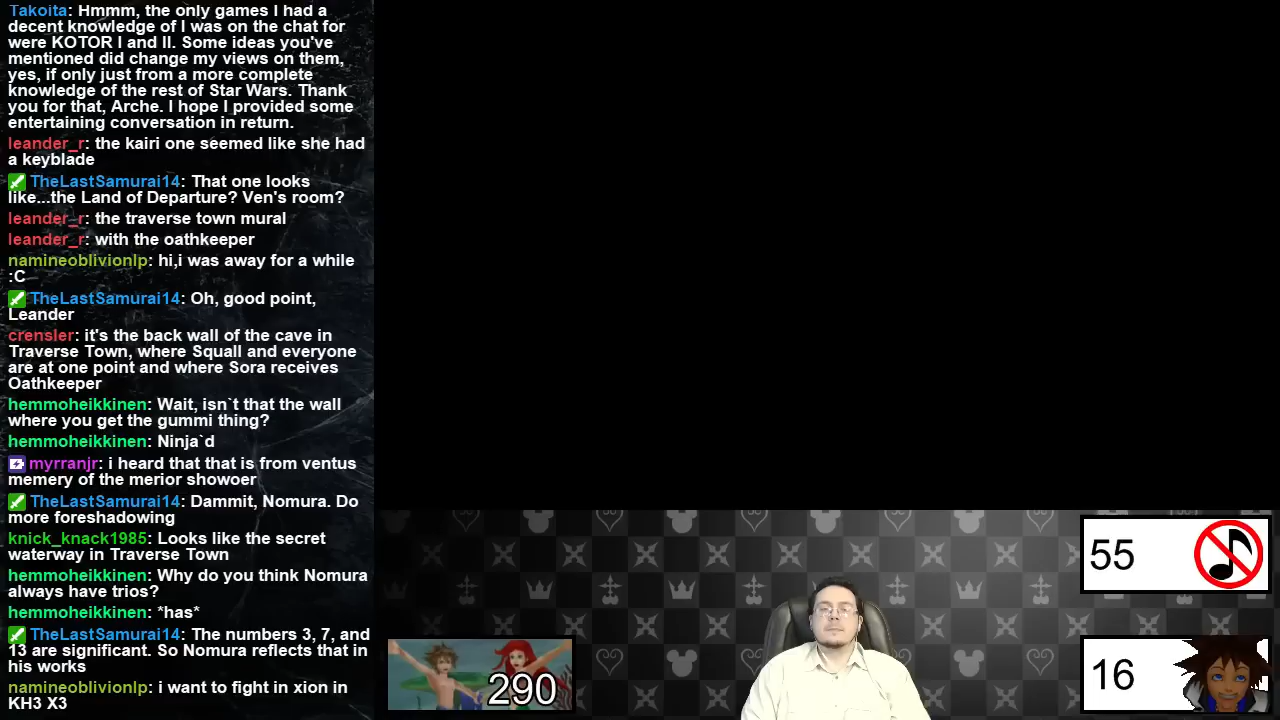 Takoita: Hmmm, the only games I had a
decent knowledge of I was on the chat for
were KOTOR I and II. Some ideas you've
mentioned did change my views on them,
yes, if only just from a more complete
knowledge of the rest of Star Wars. Thank
you for that, Arche. I hope I provided some
entertaining conversation in return.
leander_r: the kairi one seemed like she had
a keyblade
TheLastSamurai14: That one looks
like...the Land of Departure? Ven's room?
leander_r: the traverse town mural
leander_r: with the oathkeeper
namineoblivionlp: hi,i was away for a while
:C
TheLastSamurai14: Oh, good point,
Leander
crensler: it's the back wall of the cave in
Traverse Town, where Squall and everyone
are at one point and where Sora receives
Oathkeeper
hemmoheikkinen: Wait, isn`t that the wall
where you get the gummi thing?
hemmoheikkinen: Ninja`d
myrranjr: i heard that that is from ventus
memery of the merior showoer
TheLastSamurai14: Dammit, Nomura. Do
more foreshadowing
knick_knack1985: Looks like the secret
waterway in Traverse Town
hemmoheikkinen: Why do you think Nomura
always have trios?
hemmoheikkinen: *has*
TheLastSamurai14: The numbers 3, 7, and
13 are significant. So Nomura reflects that in
his works
namineoblivionlp: i want to fight in xion in
KH3 X3
55
290
16